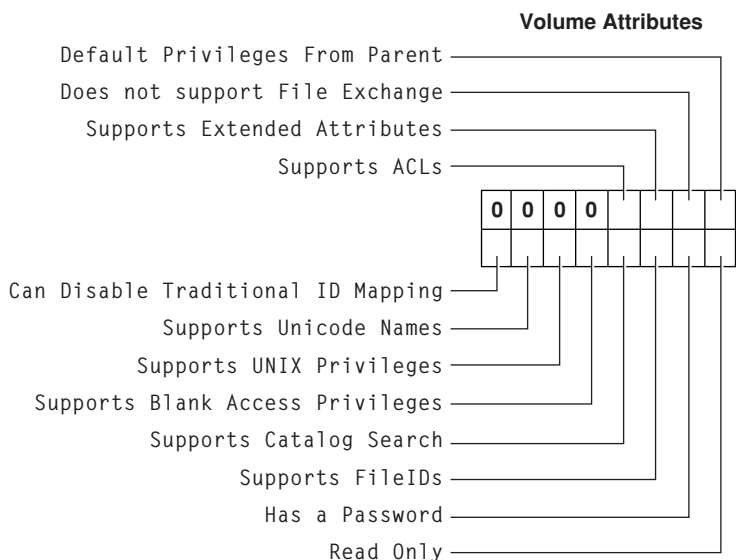 Volume Attributes
Default Privileges From Parent
Does not support File Exchange
Supports Extended Attributes
Supports ACLs
0 0 0 0
Can Disable Traditional ID Mapping
Supports Unicode Names
Supports UNIX Privileges
Supports Blank Access Privileges
Supports Catalog Search
Supports FileIDs
Has a Password
Read Only